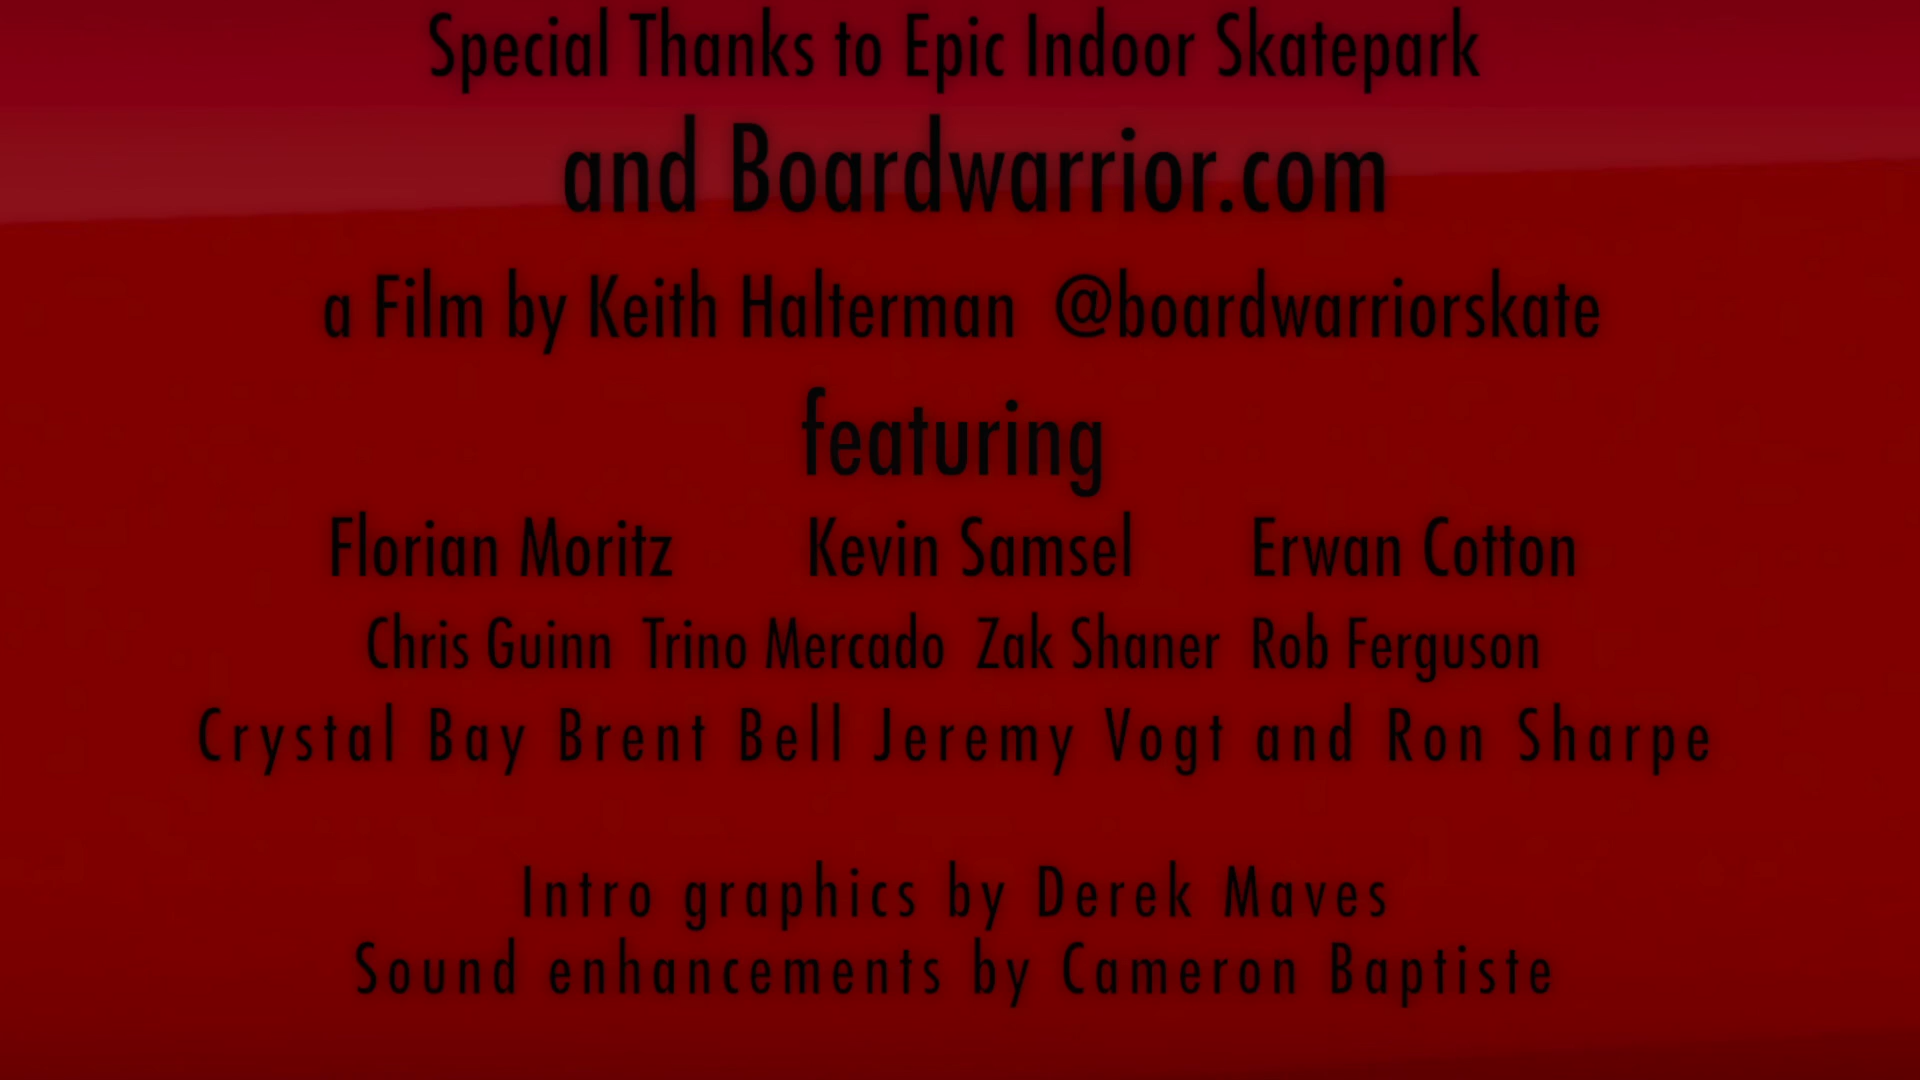 Special Thanks to Epic Indoor Skatepark
and Boardwarrior.com
a Film by Keith Halterman @boardwarriorskate
featuring
Florian Moritz Kevin Samsel Erwan Cotton
Chris Guinn Trino Mercado Zak Shaner Rob Ferguson
Crystal Bay Brent Bell Jeremy Vogt and Ron Sharpe
Intro graphics by Derek Maves
Sound enhancements by Cameron Baptiste